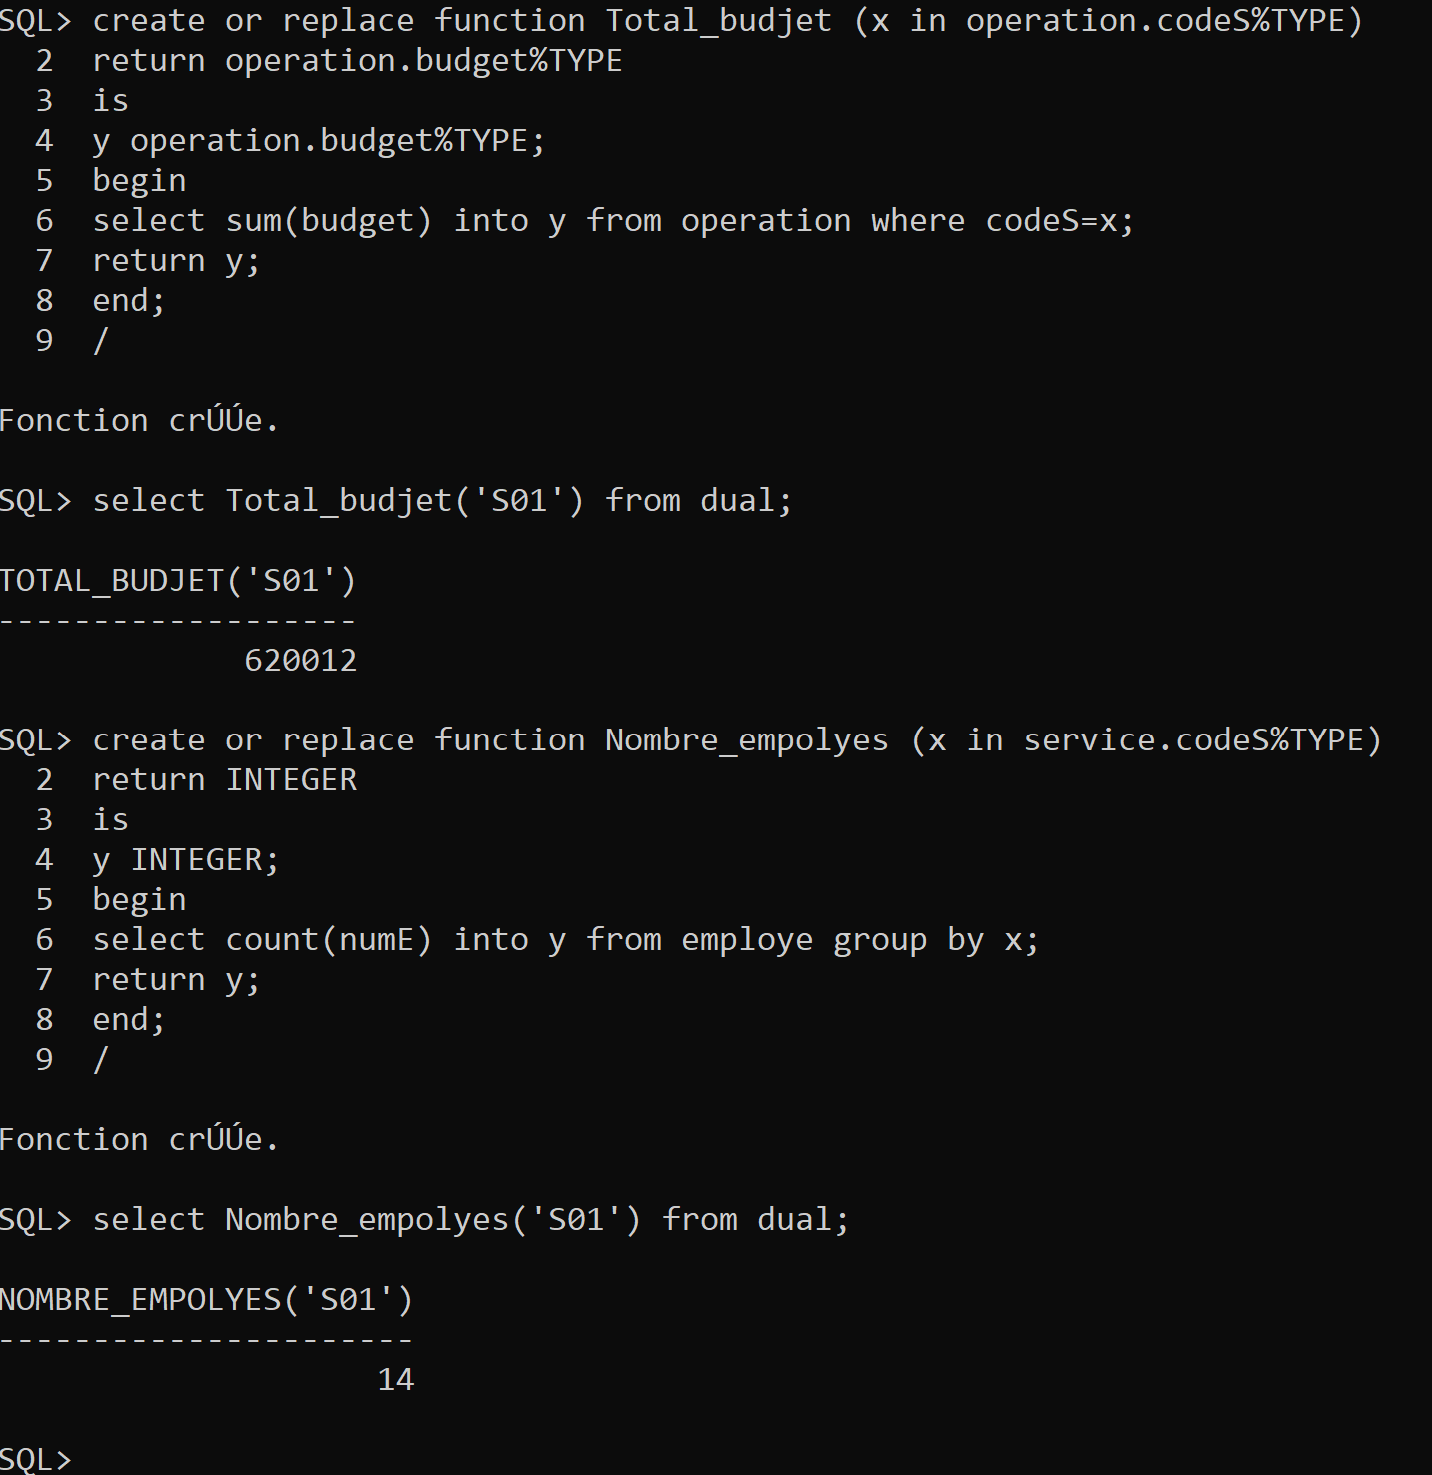 SQL> create or replace function Total_budjet (x in operation.codeS%TYPE)
  2  return operation.budget%TYPE
  3  is
  4  y operation.budget%TYPE;
  5  begin
  6  select sum(budget) into y from operation where codeS=x;
  7  return y;
  8  end;
  9  /
Fonction crÚÚe.
SQL> select Total_budjet('S01') from dual;
TOTAL_BUDJET('S01')
-------------------
             620012
SQL> create or replace function Nombre_empolyes (x in service.codeS%TYPE)
  2  return INTEGER
  3  is
  4  y INTEGER;
  5  begin
  6  select count(numE) into y from employe group by x;
  7  return y;
  8  end;
  9  /
Fonction crÚÚe.
SQL> select Nombre_empolyes('S01') from dual;
NOMBRE_EMPOLYES('S01')
----------------------
                    14
SQL>